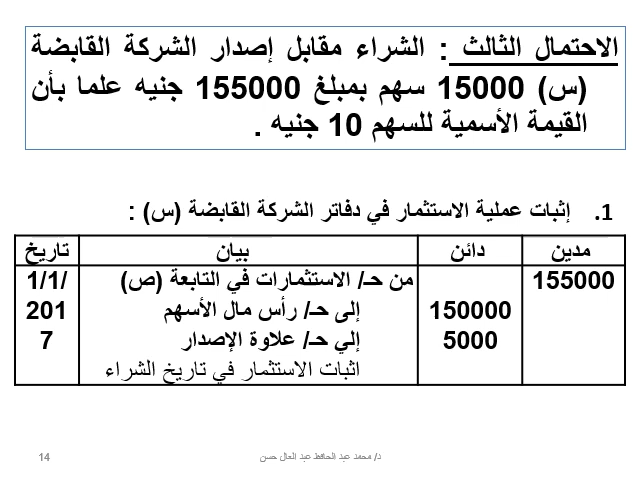 الاحتمال الثالث : الشراء مقابل إصدار الشركة القابضة
(س) 15000 سهم بمبلغ 155000 جنيه علما بأن
القيمة الأسمية للسهم 10 جنيه .
1. إثبات عملية الاستثمار في دفاتر الشركة القابضة (س) :
مدين دائن بيان تاريخ
155000 من حـ/ الاستثمارات في التابعة (ص) 1/1/
150000 إلى حـ/ رأس مال الأسهم 201
5000 إلي حـ/ علاوة الإصدار 7
اثبات الاستثمار في تاريخ الشراء
د/ محمد عبد الحافظ عبد العال حسن
14